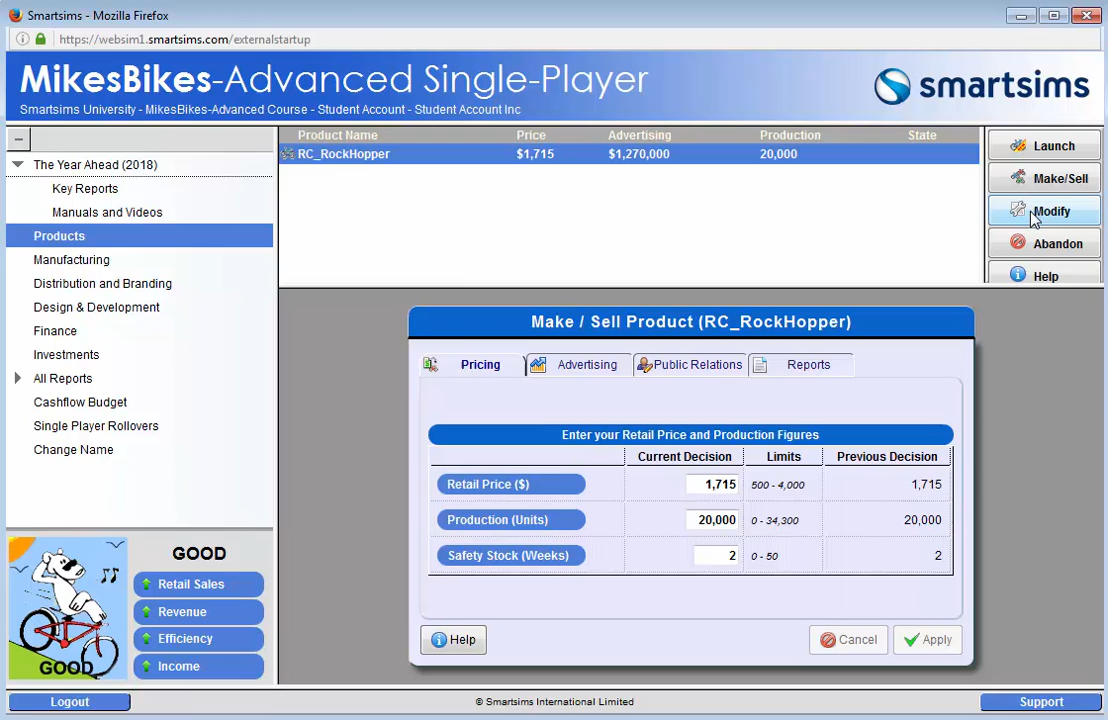 Smartsims - Mozilla Firefox
https://websim1.smartsims.com/externalstartup
MikesBikes-Advanced Single-Player
smartsims
Smartsims University - MikesBikes-Advanced Course - Student Account - Student Account Inc
The Year Ahead (2018)
Key Reports
Manuals and Videos
Products
Manufacturing
Distribution and Branding
Design & Development
Finance
Investments
All Reports
Cashflow Budget
Single Player Rollovers
Change Name
Product Name Price Advertising Production State
RC_RockHopper $1,715 $1,270,000 20,000
Launch
Make/Sell
Modify
Abandon
Help
Make / Sell Product (RC_RockHopper)
Pricing Advertising Public Relations Reports
Enter your Retail Price and Production Figures
Current Decision Limits Previous Decision
Retail Price ($) 1,715 500 - 4,000 1,715
Production (Units) 20,000 0 - 34,300 20,000
Safety Stock (Weeks) 2 0 - 50 2
Help Cancel Apply
GOOD
GOOD
Retail Sales
Revenue
Efficiency
Income
Logout © Smartsims International Limited Support